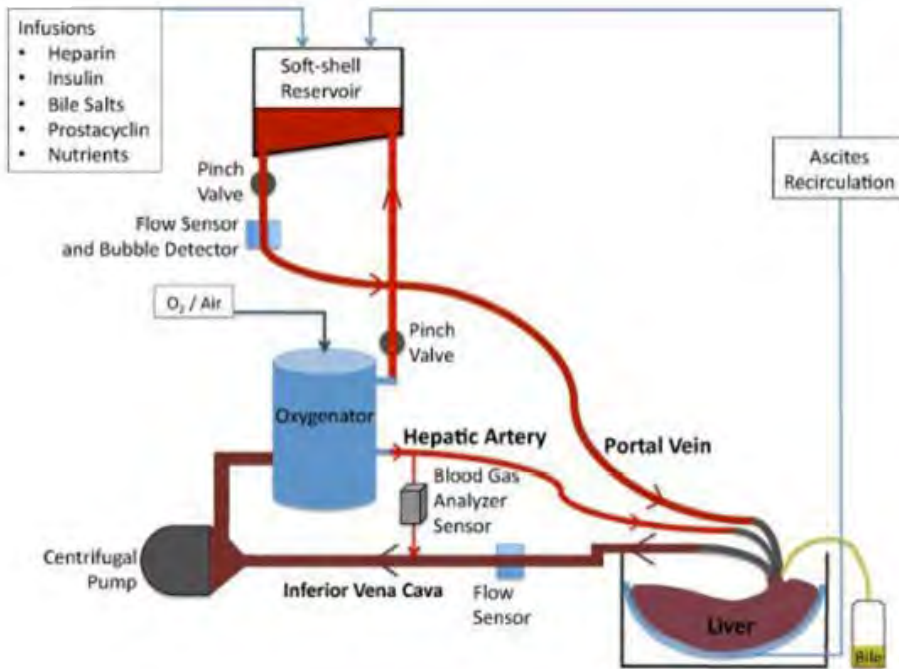 Infusions
• Heparin
• Insulin
• Bile Salts
• Prostacyclin
• Nutrients
Soft-shell
Reservoir
Ascites
Recirculation
Pinch
Valve
Flow Sensor
and Bubble Detector
O₂ / Air
Pinch
Valve
Oxygenator
Hepatic Artery
Portal Vein
Blood Gas
Analyzer
Sensor
Centrifugal
Pump
Inferior Vena Cava
Flow
Sensor
Liver
Bile